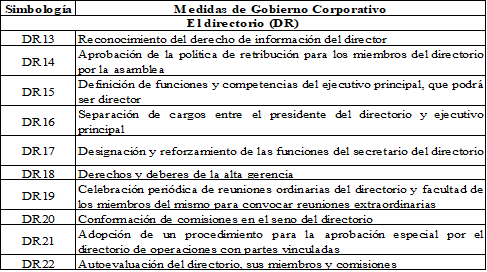 Simbología Medidas de Gobierno Corporativo
El directorio (DR)
DR13 Reconocimiento del derecho de información del director
DR14 Aprobación de la política de retribución para los miembros del directorio
por la asamblea
DR15 Definición de funciones y competencias del ejecutivo principal, que podrá
ser director
DR16 Separación de cargos entre el presidente del directorio y ejecutivo
principal
DR17 Designación y reforzamiento de las funciones del secretario del directorio
DR18 Derechos y deberes de la alta gerencia
DR19 Celebración periódica de reuniones ordinarias del directorio y facultad de
los miembros del mismo para convocar reuniones extraordinarias
DR20 Conformación de comisiones en el seno del directorio
DR21 Adopción de un procedimiento para la aprobación especial por el
directorio de operaciones con partes vinculadas
DR22 Autoevaluación del directorio, sus miembros y comisiones